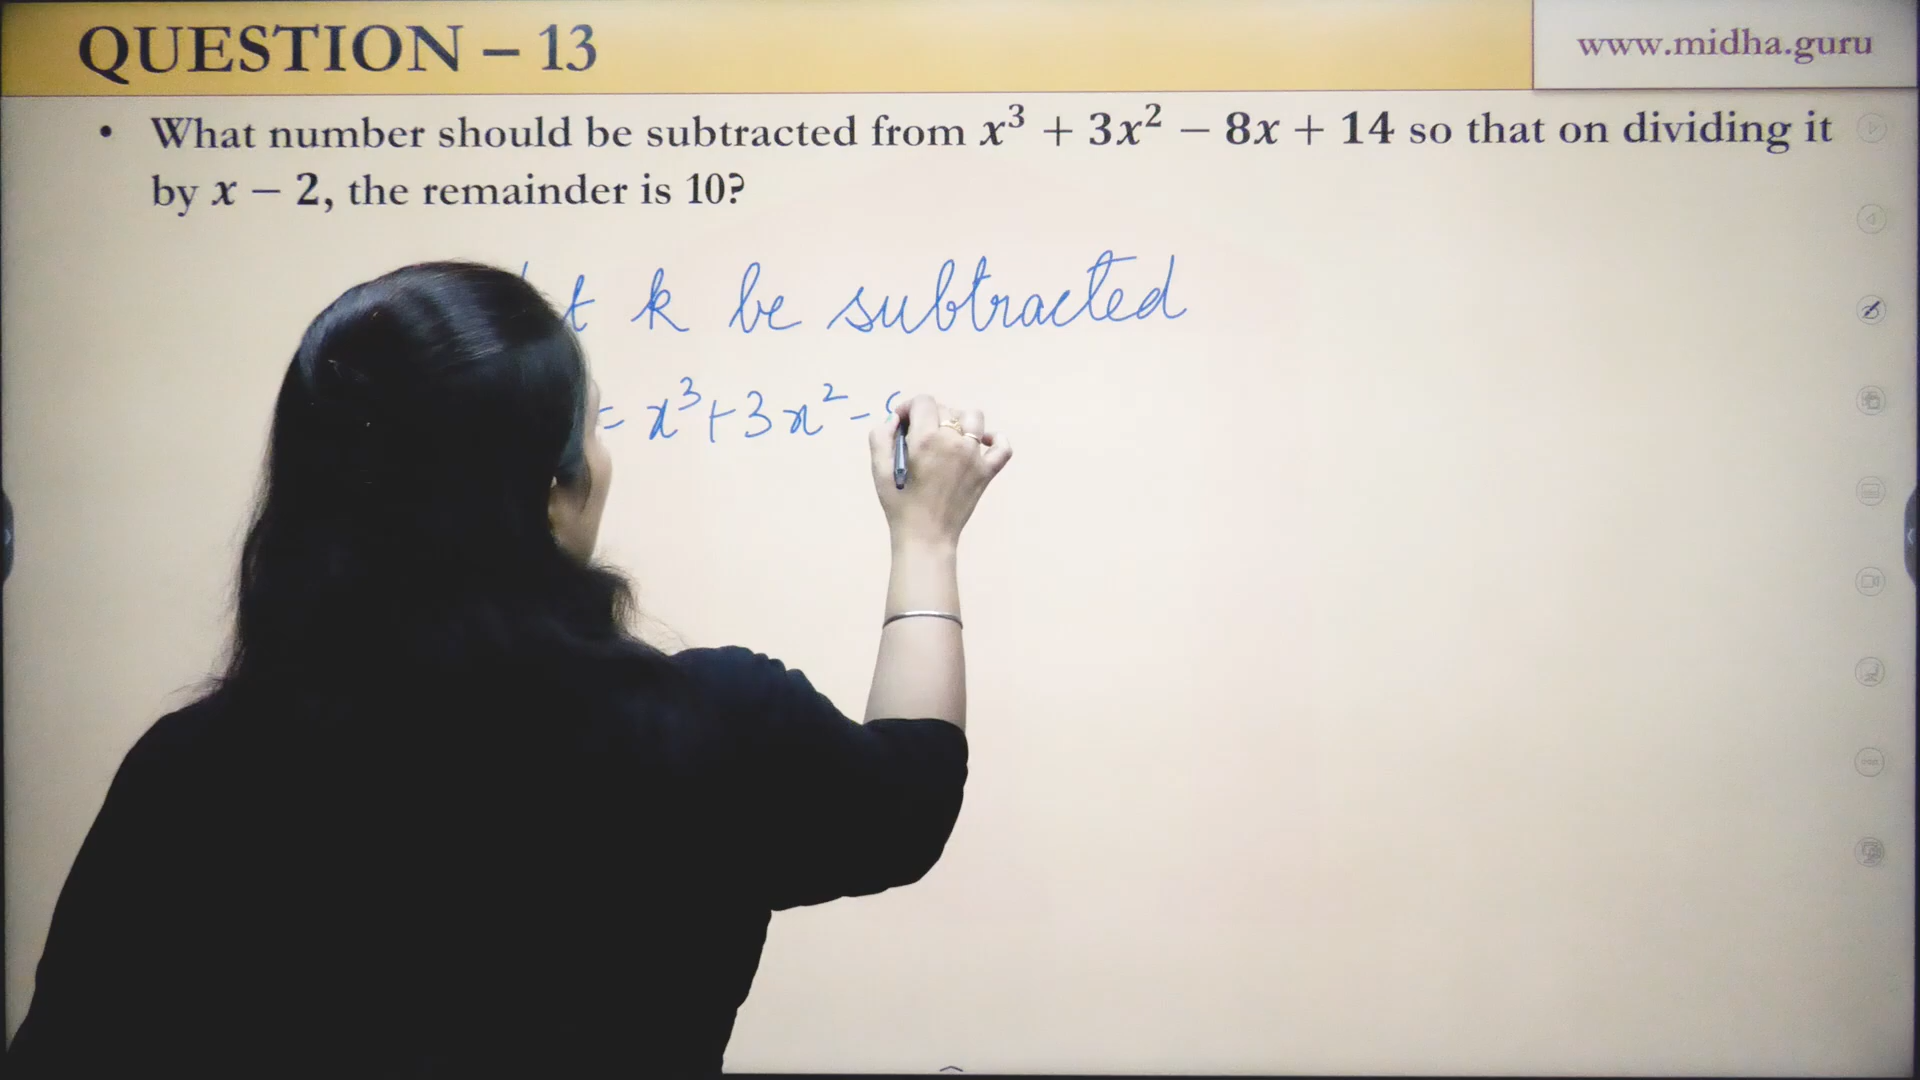 QUESTION – 13
www.midha.guru
• What number should be subtracted from x³ + 3x² – 8x + 14 so that on dividing it
by x – 2, the remainder is 10?
k be subtracted
= x³+3x²-